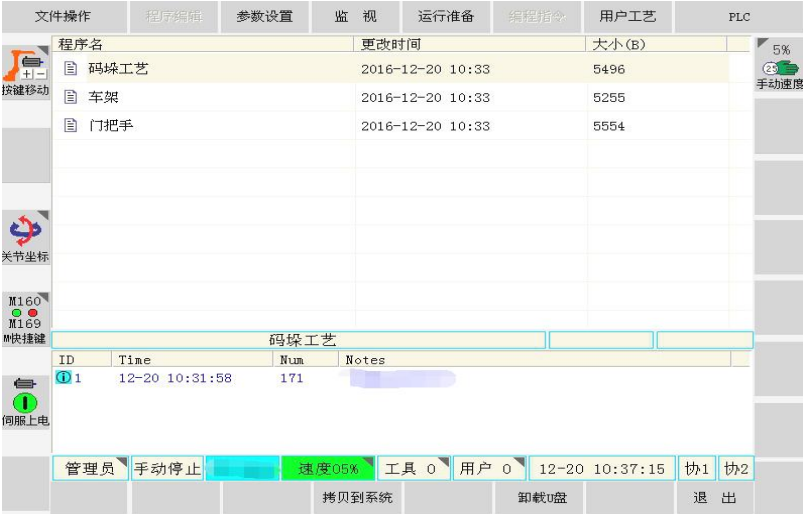 文件操作 程序编辑 参数设置 监 视 运行准备 编程指令 用户工艺 PLC
程序名 更改时间 大小(B)
码垛工艺 2016-12-20 10:33 5496
车架 2016-12-20 10:33 5255
门把手 2016-12-20 10:33 5554
+ -
按键移动
5%
25
手动速度
关节坐标
M160
M169
M快捷键
伺服上电
码垛工艺
ID Time Num Notes
1 12-20 10:31:58 171
管理员 手动停止 速度05% 工具 0 用户 0 12-20 10:37:15 协1 协2
拷贝到系统 卸载U盘 退 出